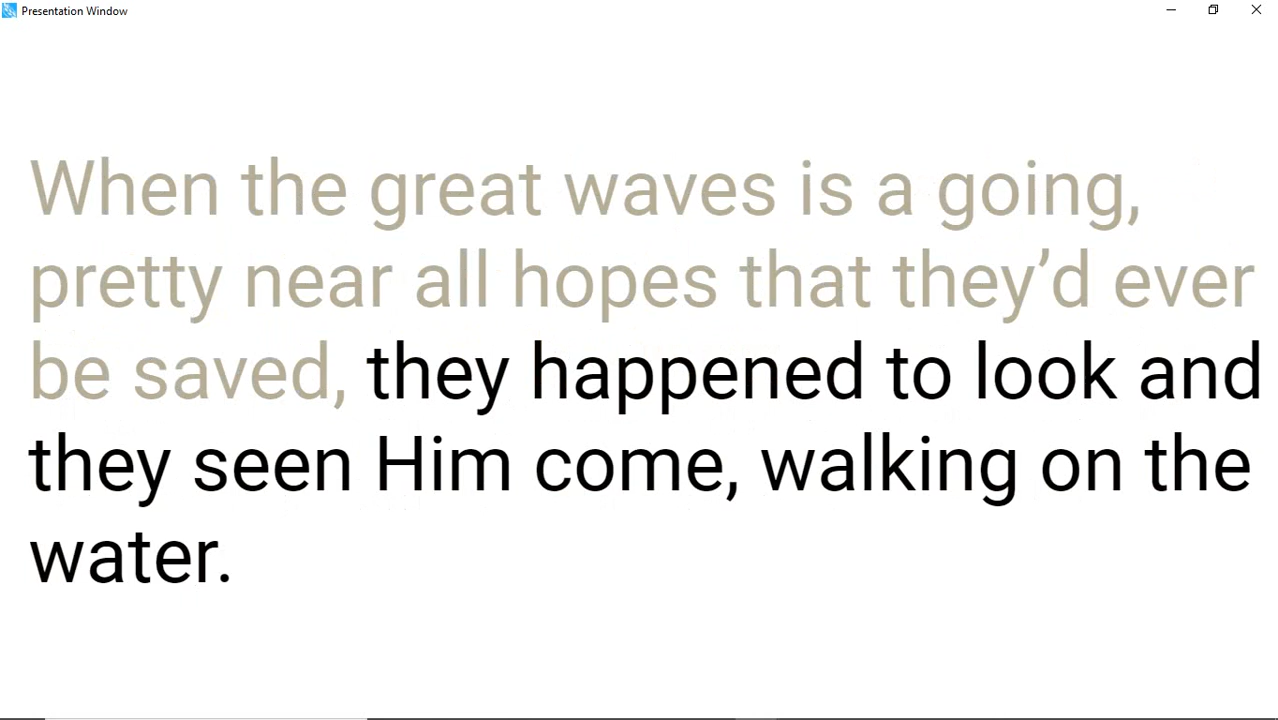 Presentation Window
When the great waves is a going,
pretty near all hopes that they’d ever
be saved, they happened to look and
they seen Him come, walking on the
water.